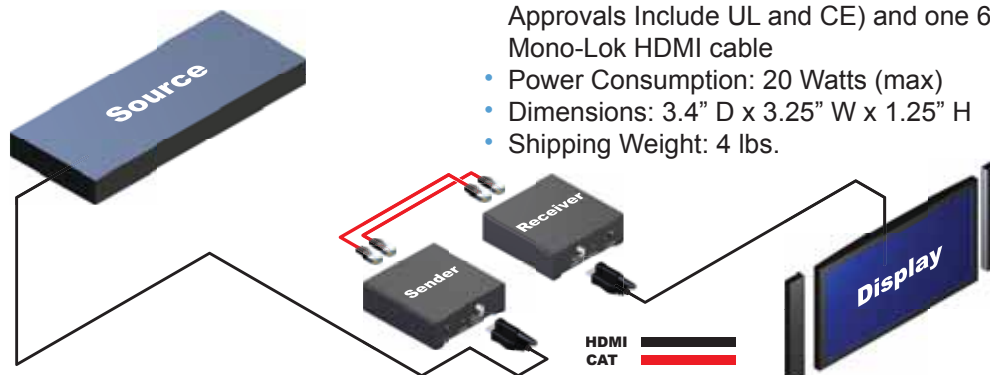 Approvals Include UL and CE) and one 6
Mono-Lok HDMI cable
• Power Consumption: 20 Watts (max)
• Dimensions: 3.4” D x 3.25” W x 1.25” H
• Shipping Weight: 4 lbs.
Source
Receiver
Sender
Display
HDMI
CAT